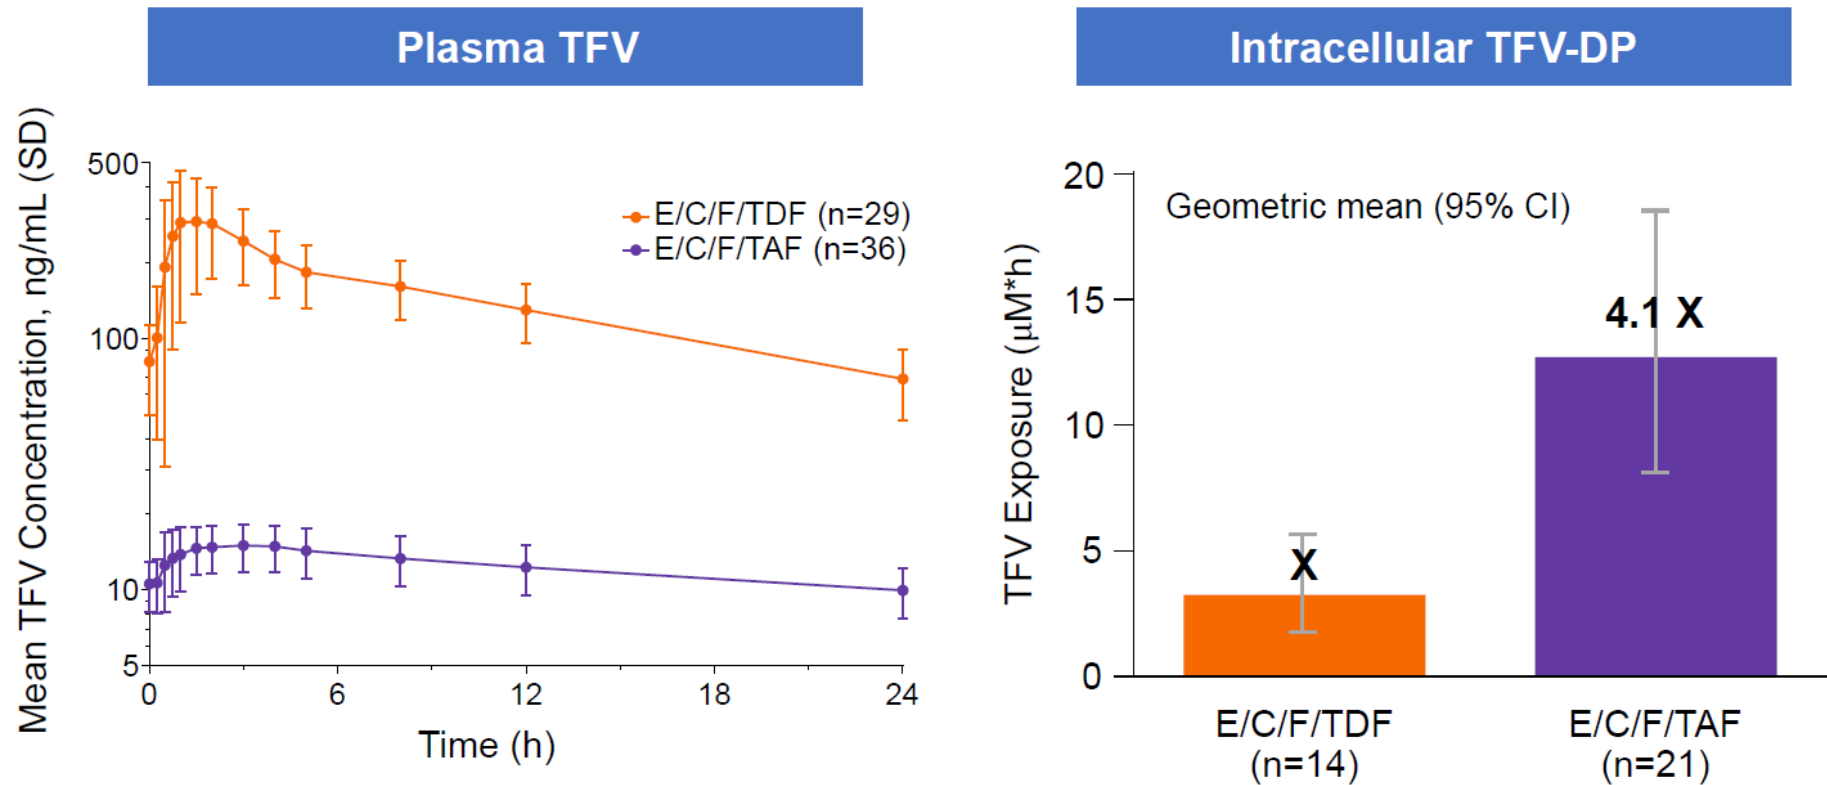 Plasma TFV
Mean TFV Concentration, ng/mL (SD)
500
100
10
5
0
6
12
18
24
Time (h)
E/C/F/TDF (n=29)
E/C/F/TAF (n=36)
Intracellular TFV-DP
TFV Exposure (μM*h)
20
15
10
5
0
Geometric mean (95% CI)
X
4.1 X
E/C/F/TDF
(n=14)
E/C/F/TAF
(n=21)